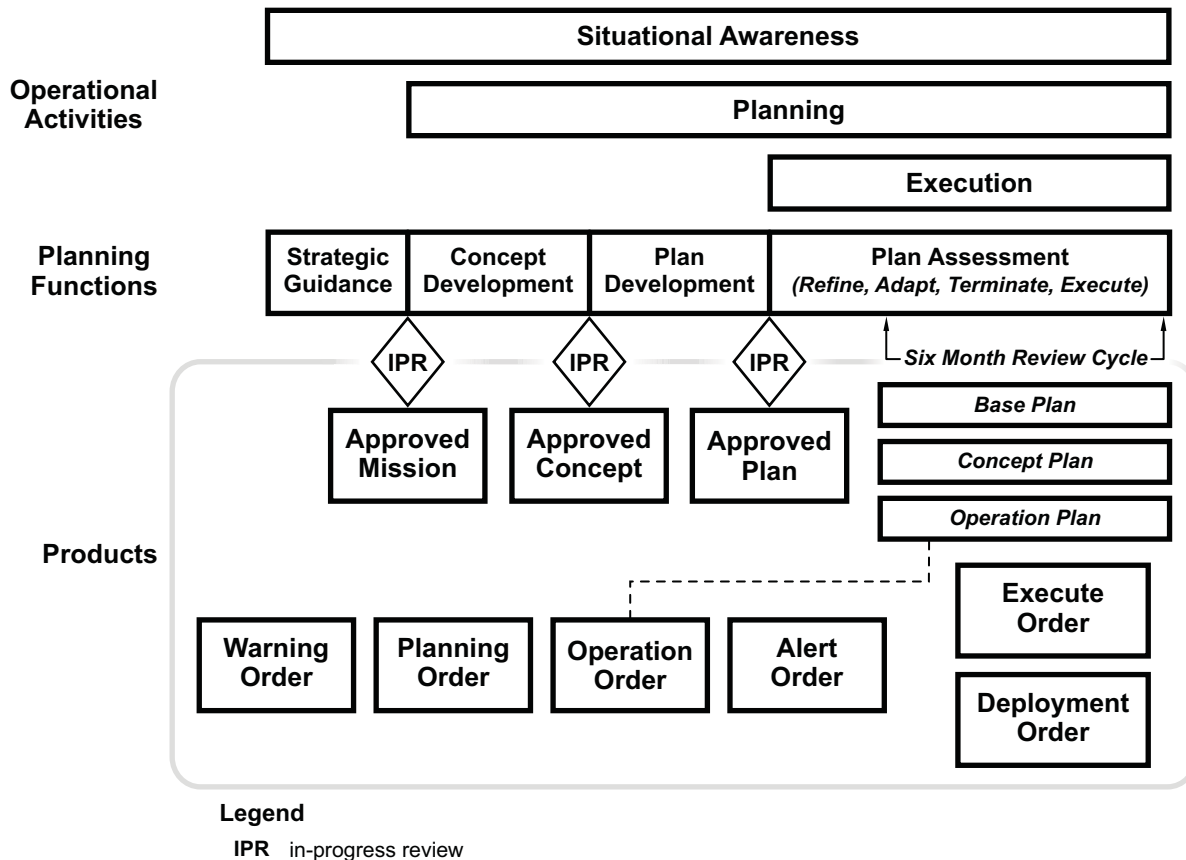 Situational Awareness
Operational
Activities
Planning
Execution
Planning
Functions
Strategic
Guidance
Concept
Development
Plan
Development
Plan Assessment
(Refine, Adapt, Terminate, Execute)
IPR
IPR
IPR
Six Month Review Cycle
Approved
Mission
Approved
Concept
Approved
Plan
Base Plan
Concept Plan
Operation Plan
Products
Warning
Order
Planning
Order
Operation
Order
Alert
Order
Execute
Order
Deployment
Order
Legend
IPR in-progress review